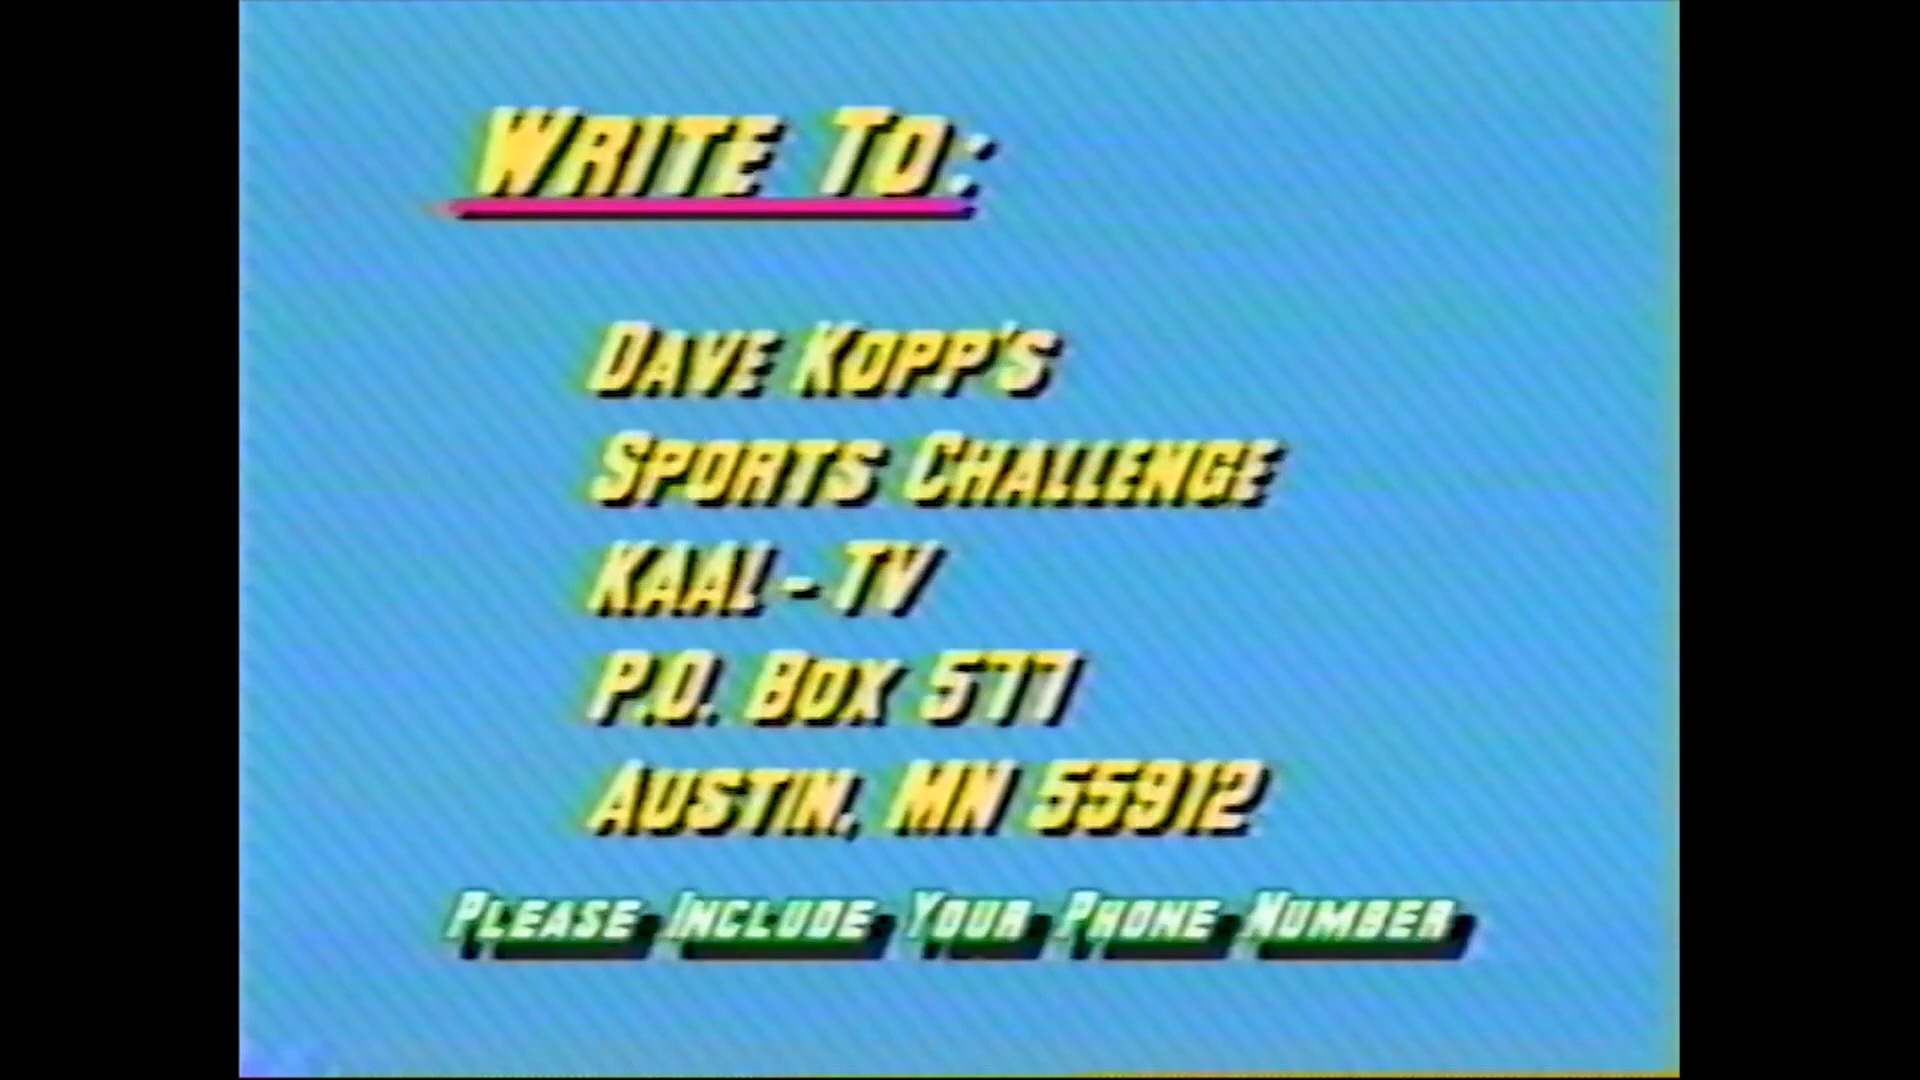 WRITE TO:
DAVE KOPP'S
SPORTS CHALLENGE
KAAL-TV
P.O. BOX 577
AUSTIN, MN 55912
PLEASE INCLUDE YOUR PHONE NUMBER